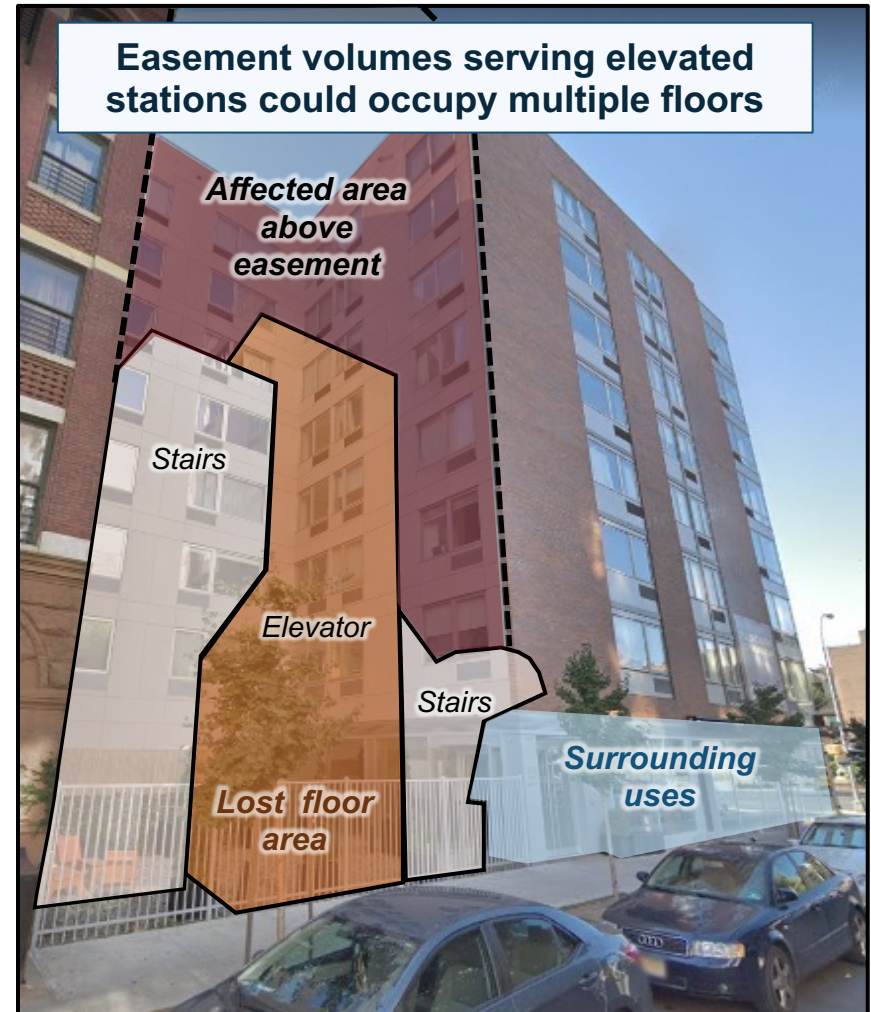 Easement volumes serving elevated
stations could occupy multiple floors
Affected area
above
easement
Stairs
Elevator
Stairs
Lost floor
area
Surrounding
uses